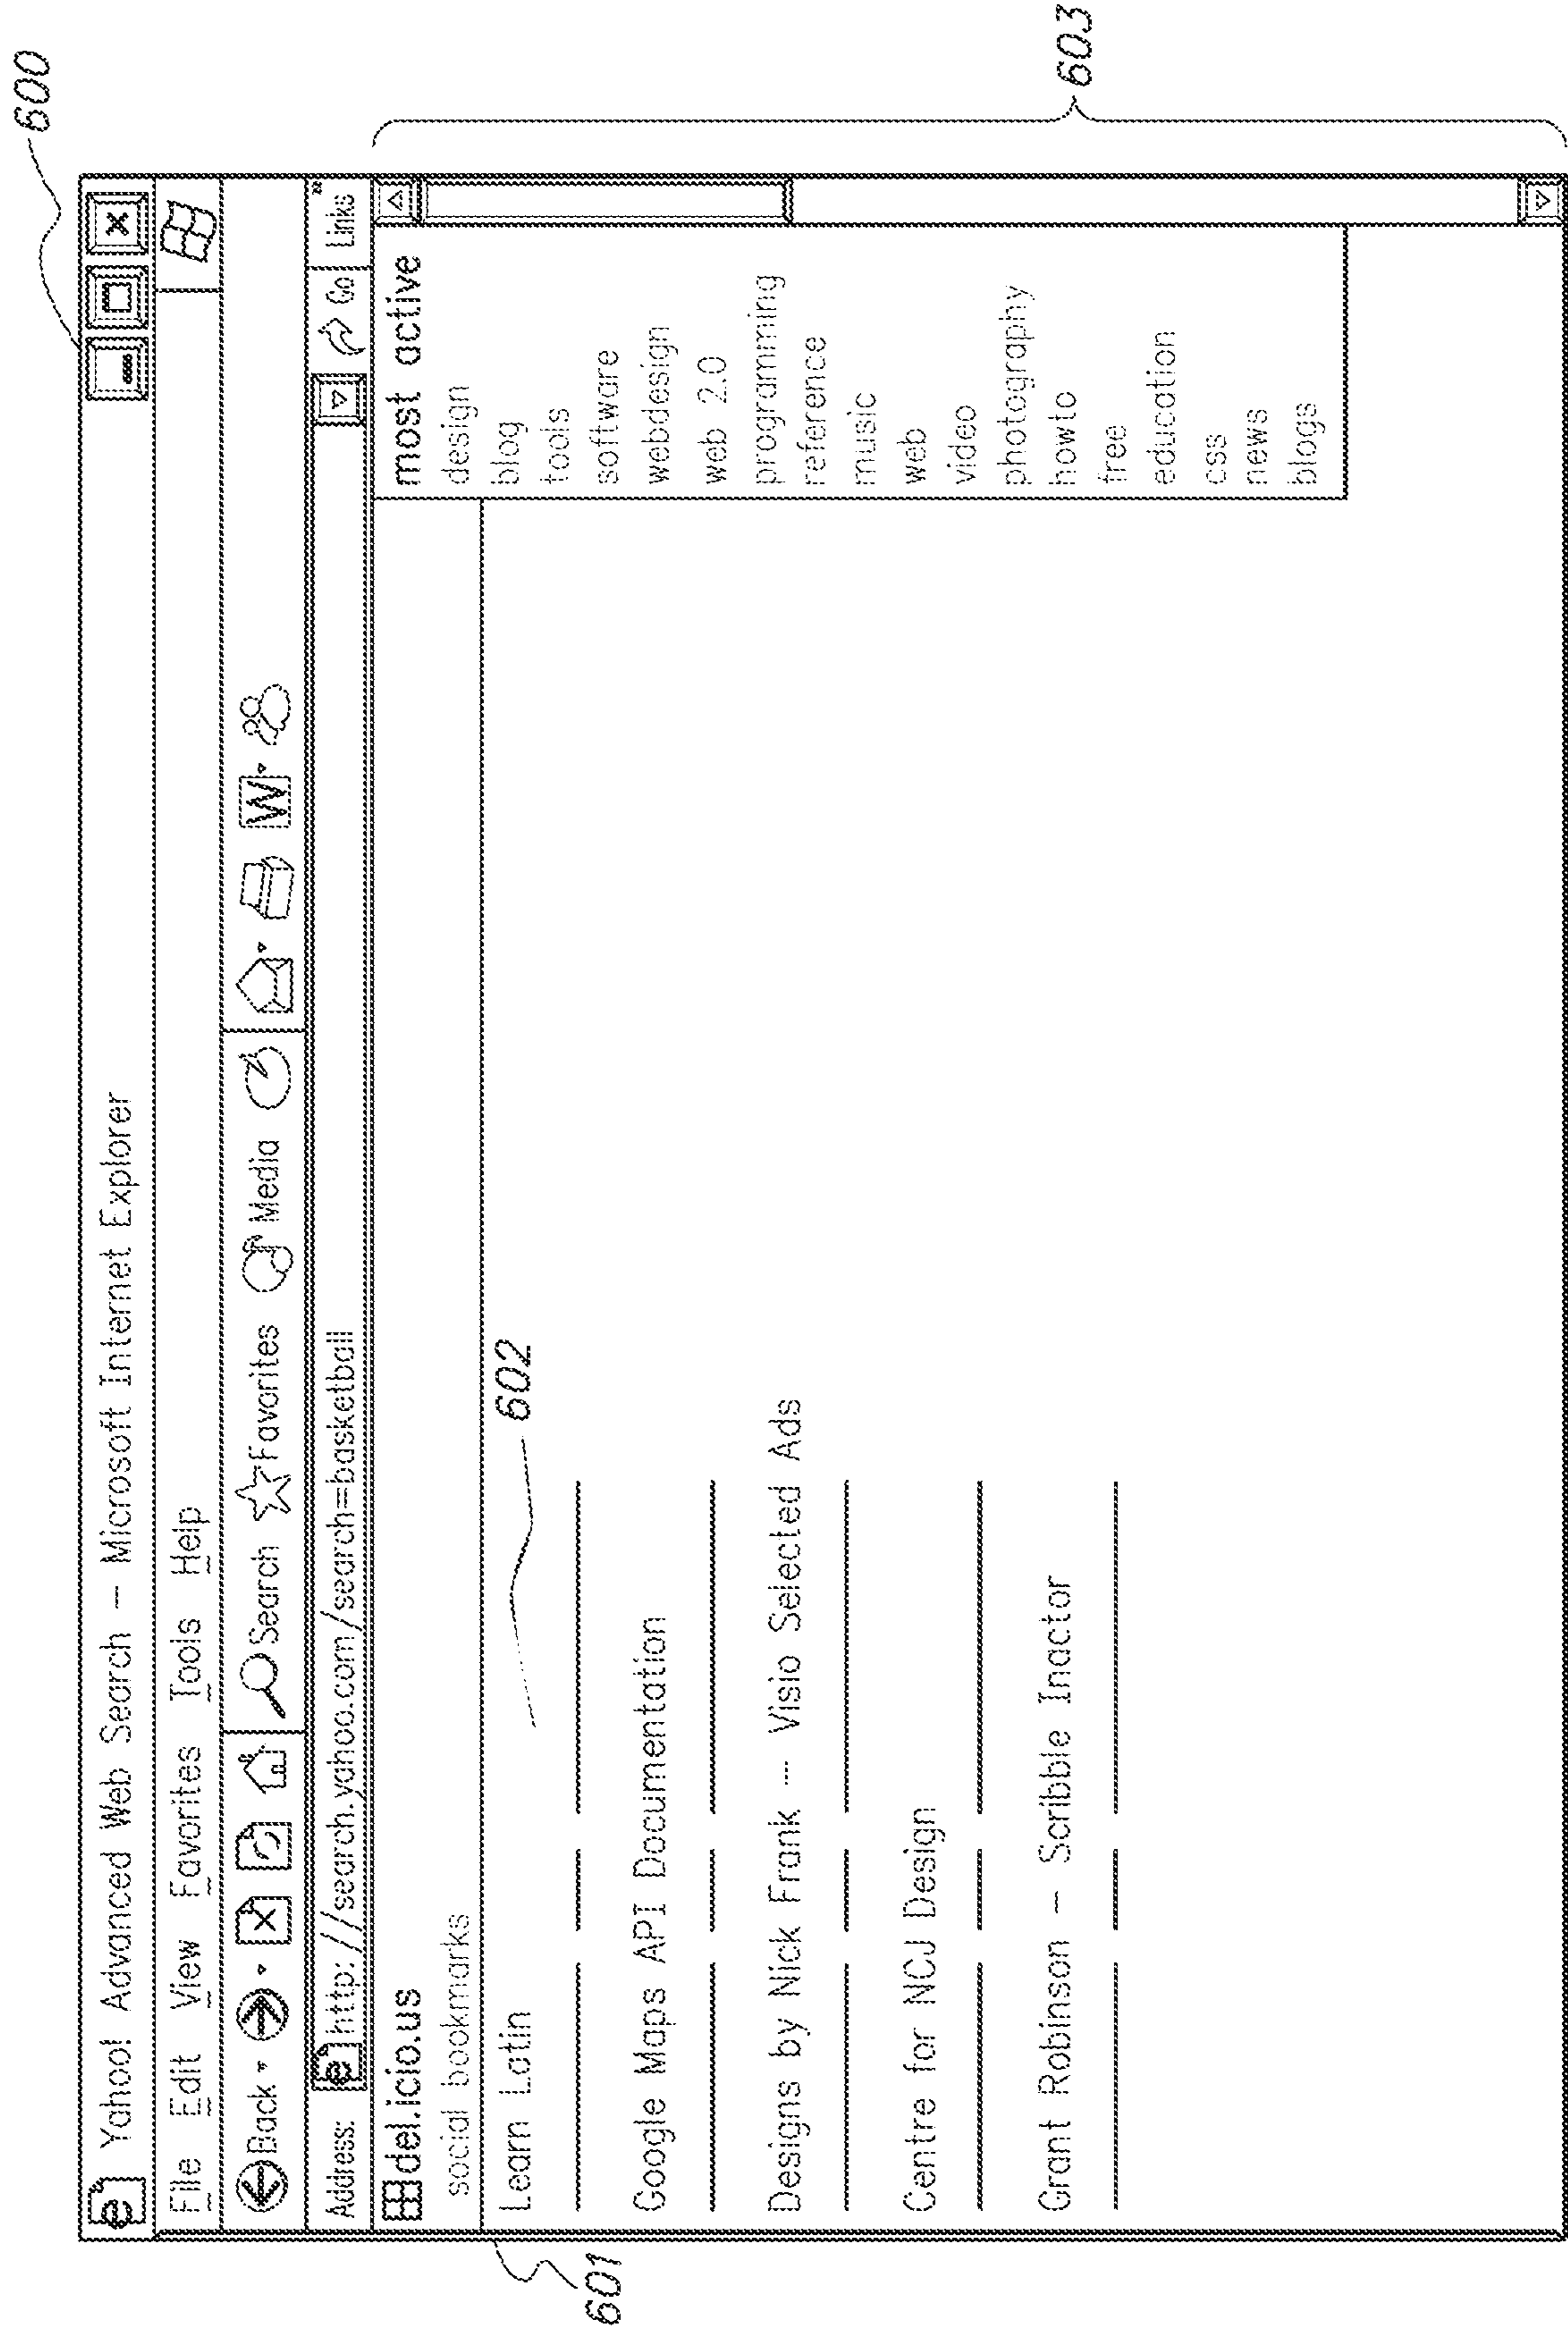 600
Yahoo! Advanced Web Search — Microsoft Internet Explorer
File Edit View Favorites Tools Help
Back Search Favorites Media W
Address: http://search.yahoo.com/search=basketball Go Links »
del.icio.us
social bookmarks
601
Learn Latin
602
Google Maps API Documentation
Designs by Nick Frank --- Visio Selected Ads
Centre for NCJ Design
Grant Robinson — Scribble Inactor
most active
design
blog
tools
software
webdesign
web 2.0
programming
reference
music
web
video
photography
howto
free
education
css
news
blogs
603